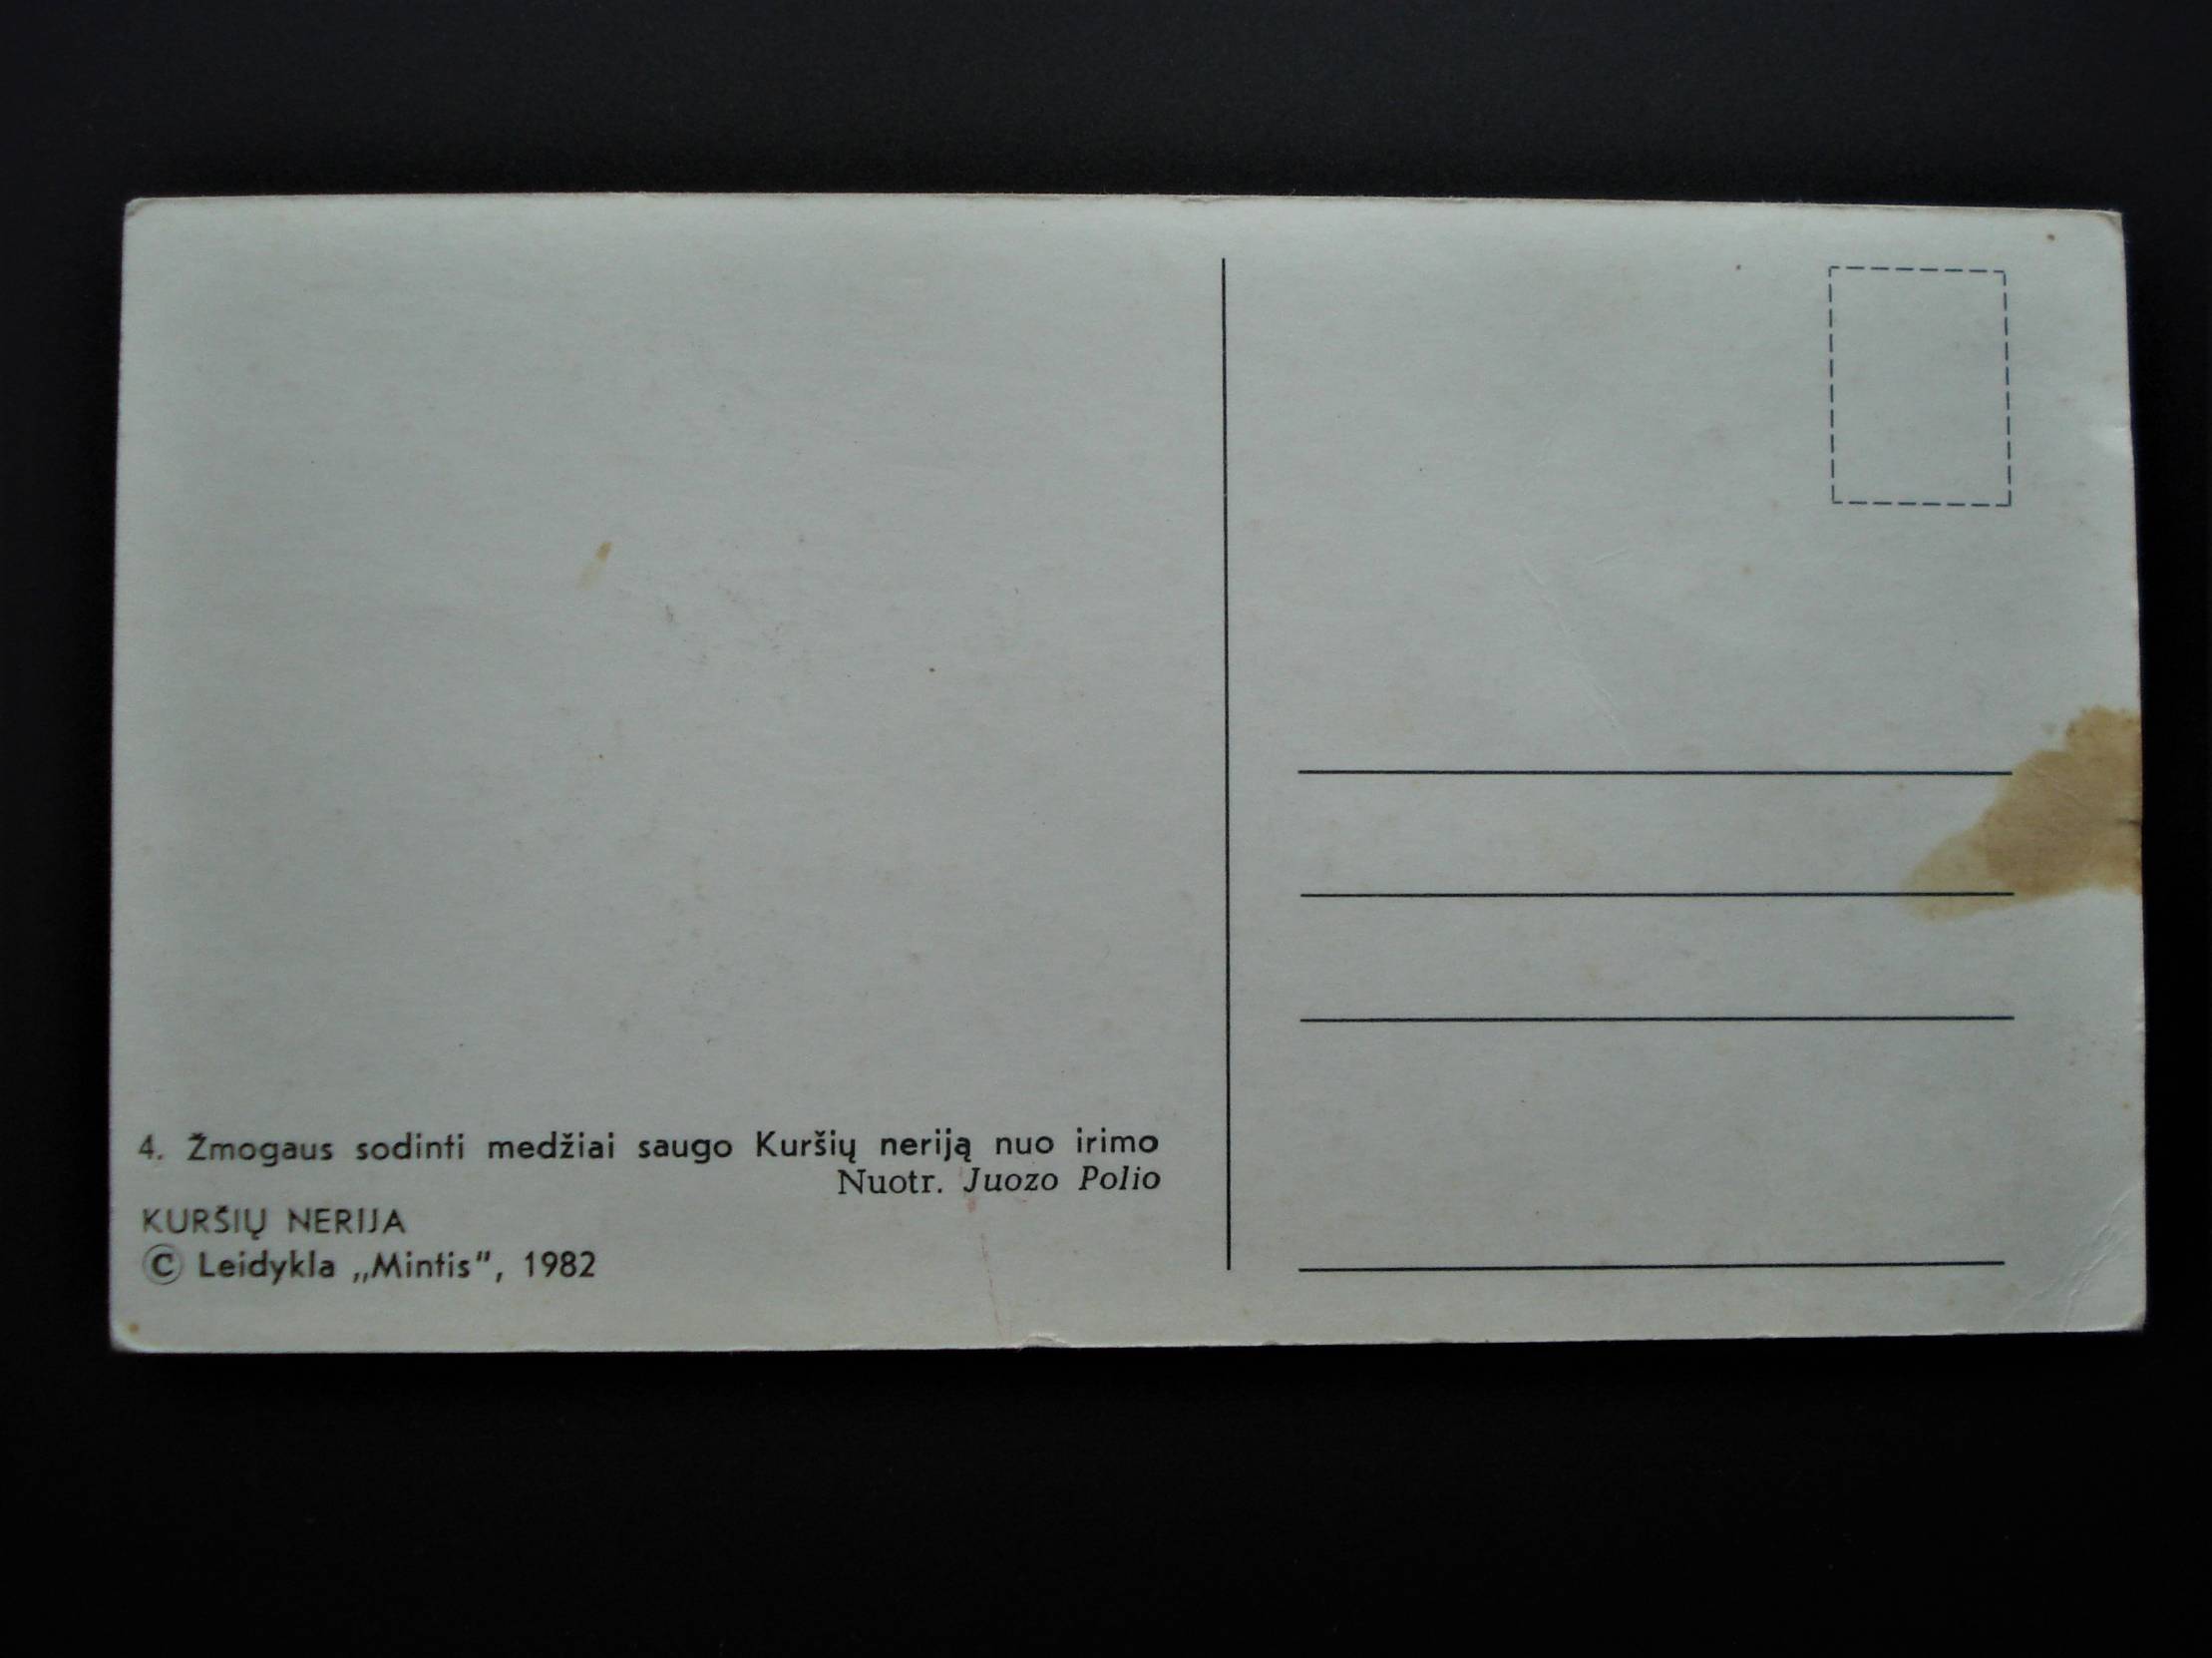 4. Žmogaus sodinti medžiai saugo Kuršių neriją nuo irimo
Nuotr. Juozo Polio
KURŠIŲ NERIJA
© Leidykla „Mintis", 1982